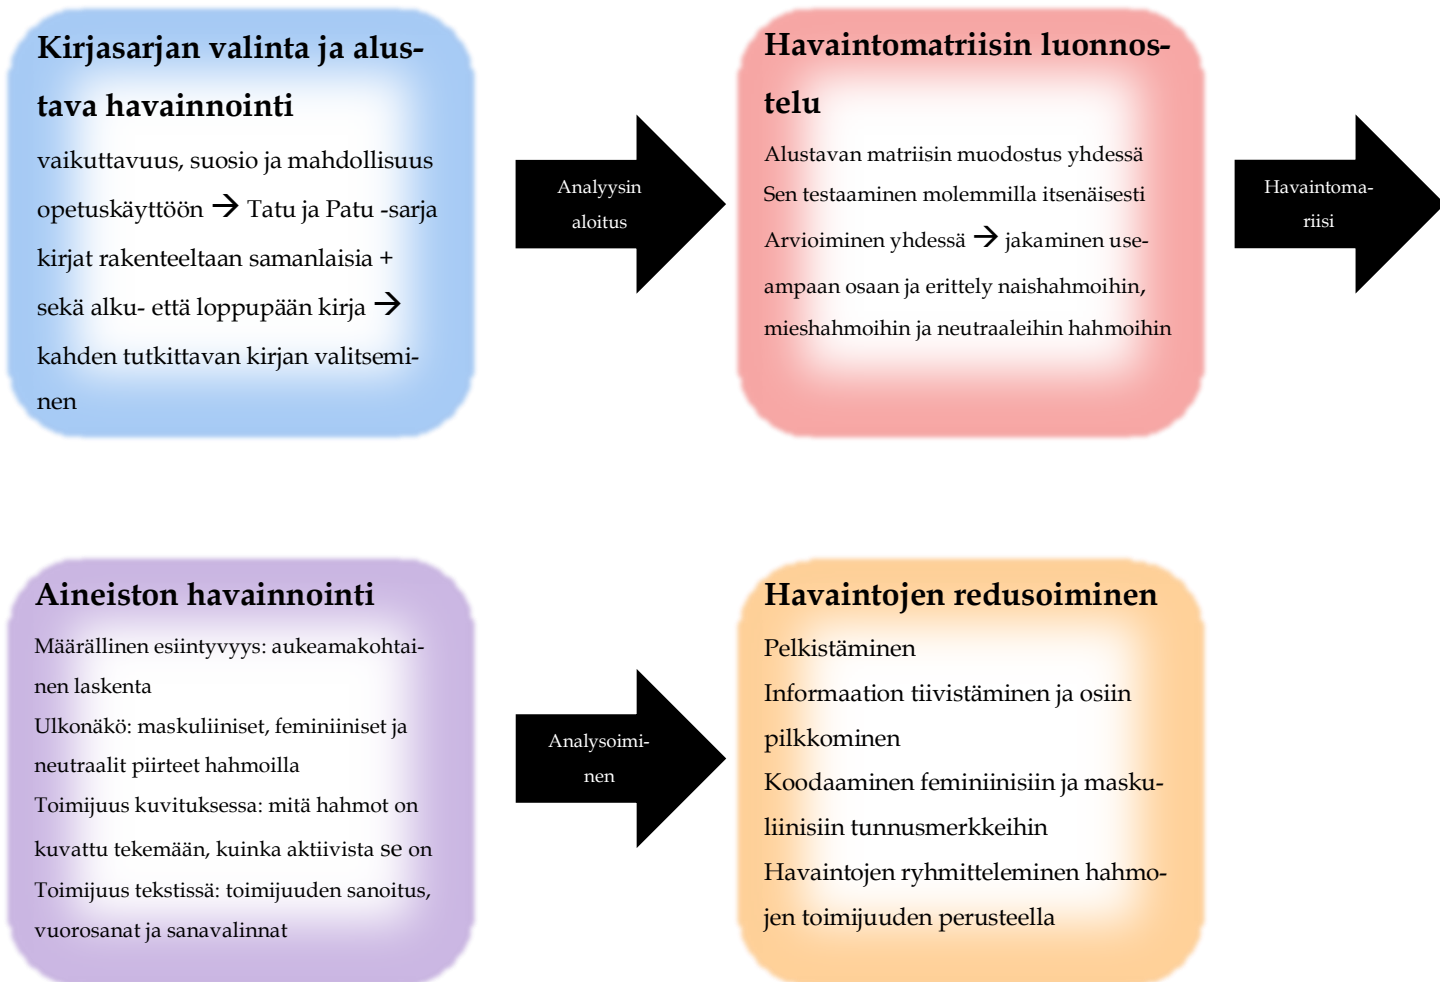 Kirjasarjan valinta ja alus-
tava havainnointi
vaikuttavuus, suosio ja mahdollisuus
opetuskäyttöön → Tatu ja Patu -sarja
kirjat rakenteeltaan samanlaisia +
sekä alku- että loppupään kirja →
kahden tutkittavan kirjan valitsemi-
nen
Analyysin
aloitus
Havaintomatriisin luonnos-
telu
Alustavan matriisin muodostus yhdessä
Sen testaaminen molemmilla itsenäisesti
Arvioiminen yhdessä → jakaminen use-
ampaan osaan ja erittely naishahmoihin,
mieshahmoihin ja neutraaleihin hahmoihin
Havaintoma-
riisi
Aineiston havainnointi
Määrällinen esiintyvyys: aukeamakohtai-
nen laskenta
Ulkonäkö: maskuliiniset, feminiiniset ja
neutraalit piirteet hahmoilla
Toimijuus kuvituksessa: mitä hahmot on
kuvattu tekemään, kuinka aktiivista se on
Toimijuus tekstissä: toimijuuden sanoitus,
vuorosanat ja sanavalinnat
Analysoimi-
nen
Havaintojen redusoiminen
Pelkistäminen
Informaation tiivistäminen ja osiin
pilkkominen
Koodaaminen feminiinisiin ja masku-
liinisiin tunnusmerkkeihin
Havaintojen ryhmitteleminen hahmo-
jen toimijuuden perusteella